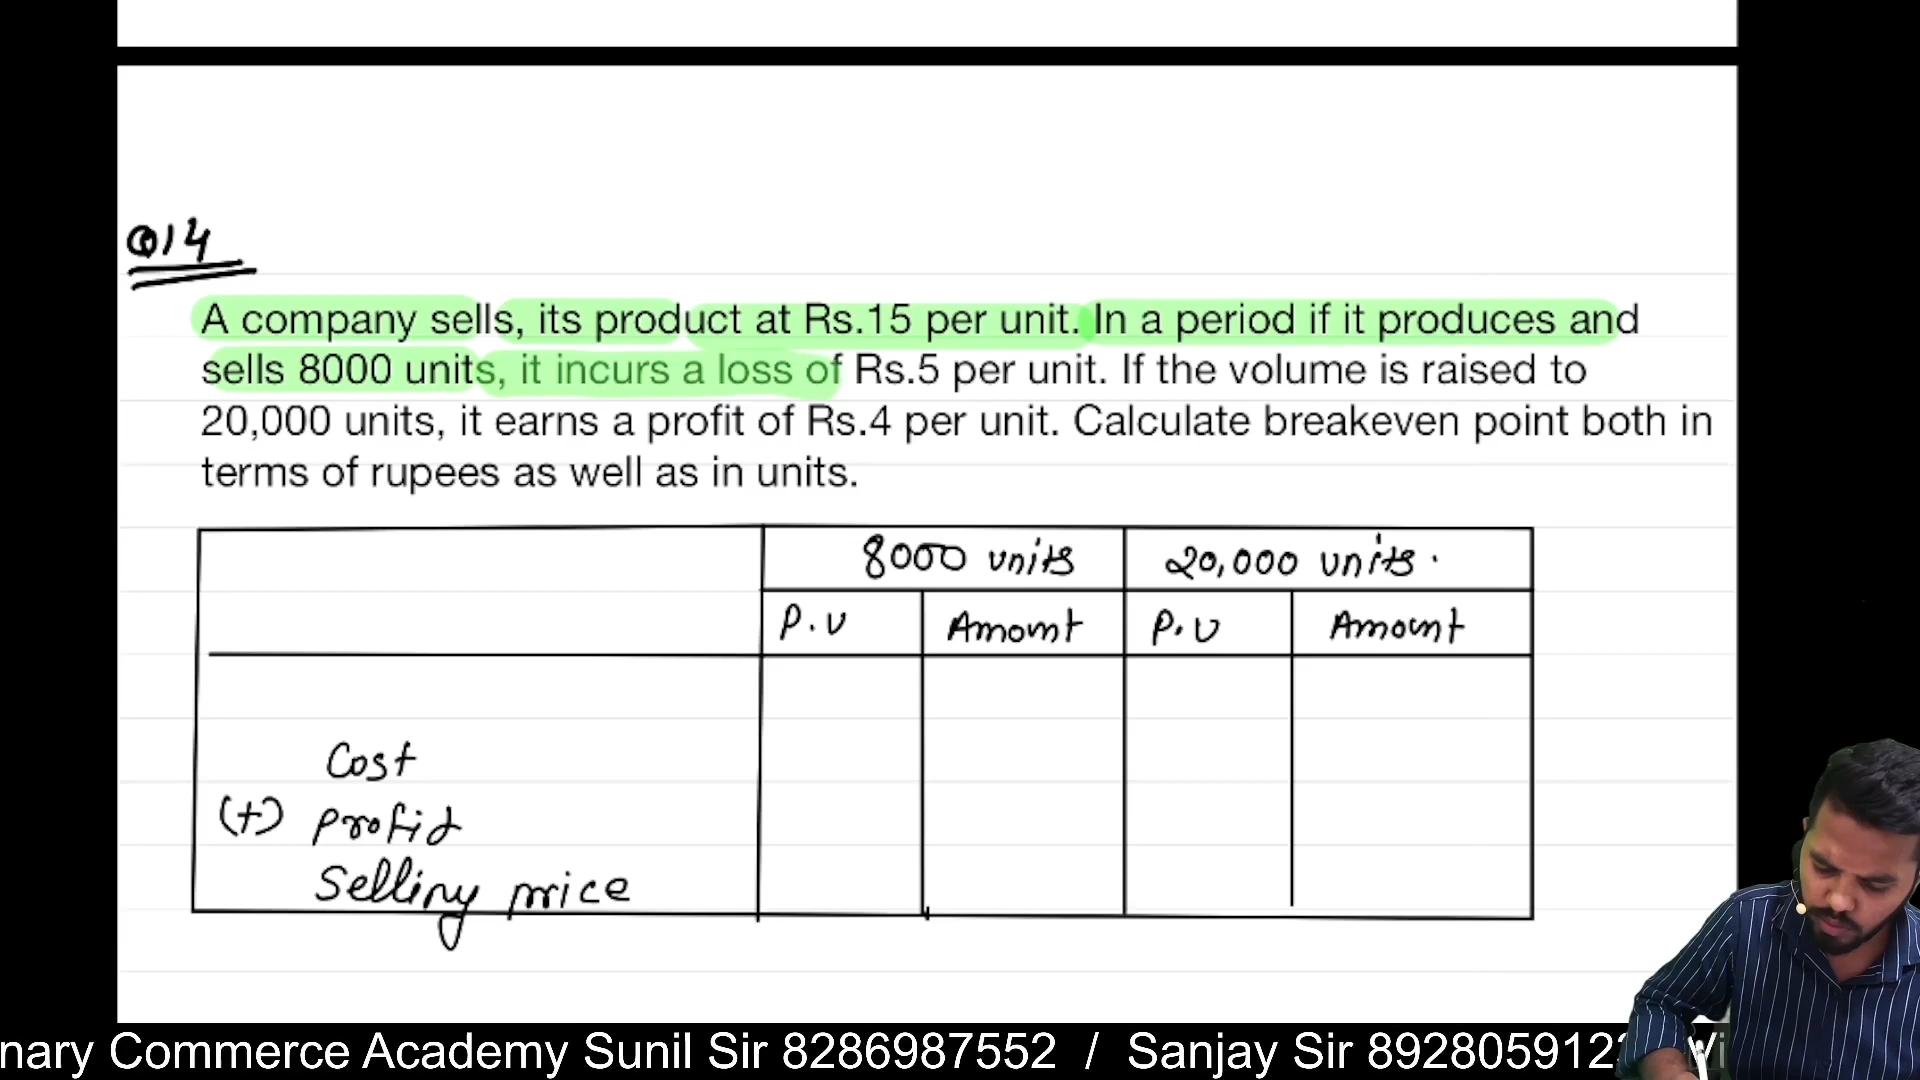 Q14
A company sells, its product at Rs.15 per unit. In a period if it produces and
sells 8000 units, it incurs a loss of Rs.5 per unit. If the volume is raised to
20,000 units, it earns a profit of Rs.4 per unit. Calculate breakeven point both in
terms of rupees as well as in units.
8000 units 20,000 units.
P.U Amount P.U Amount
Cost
(+) Profit
Selling price
nary Commerce Academy Sunil Sir 8286987552 / Sanjay Sir 892805912